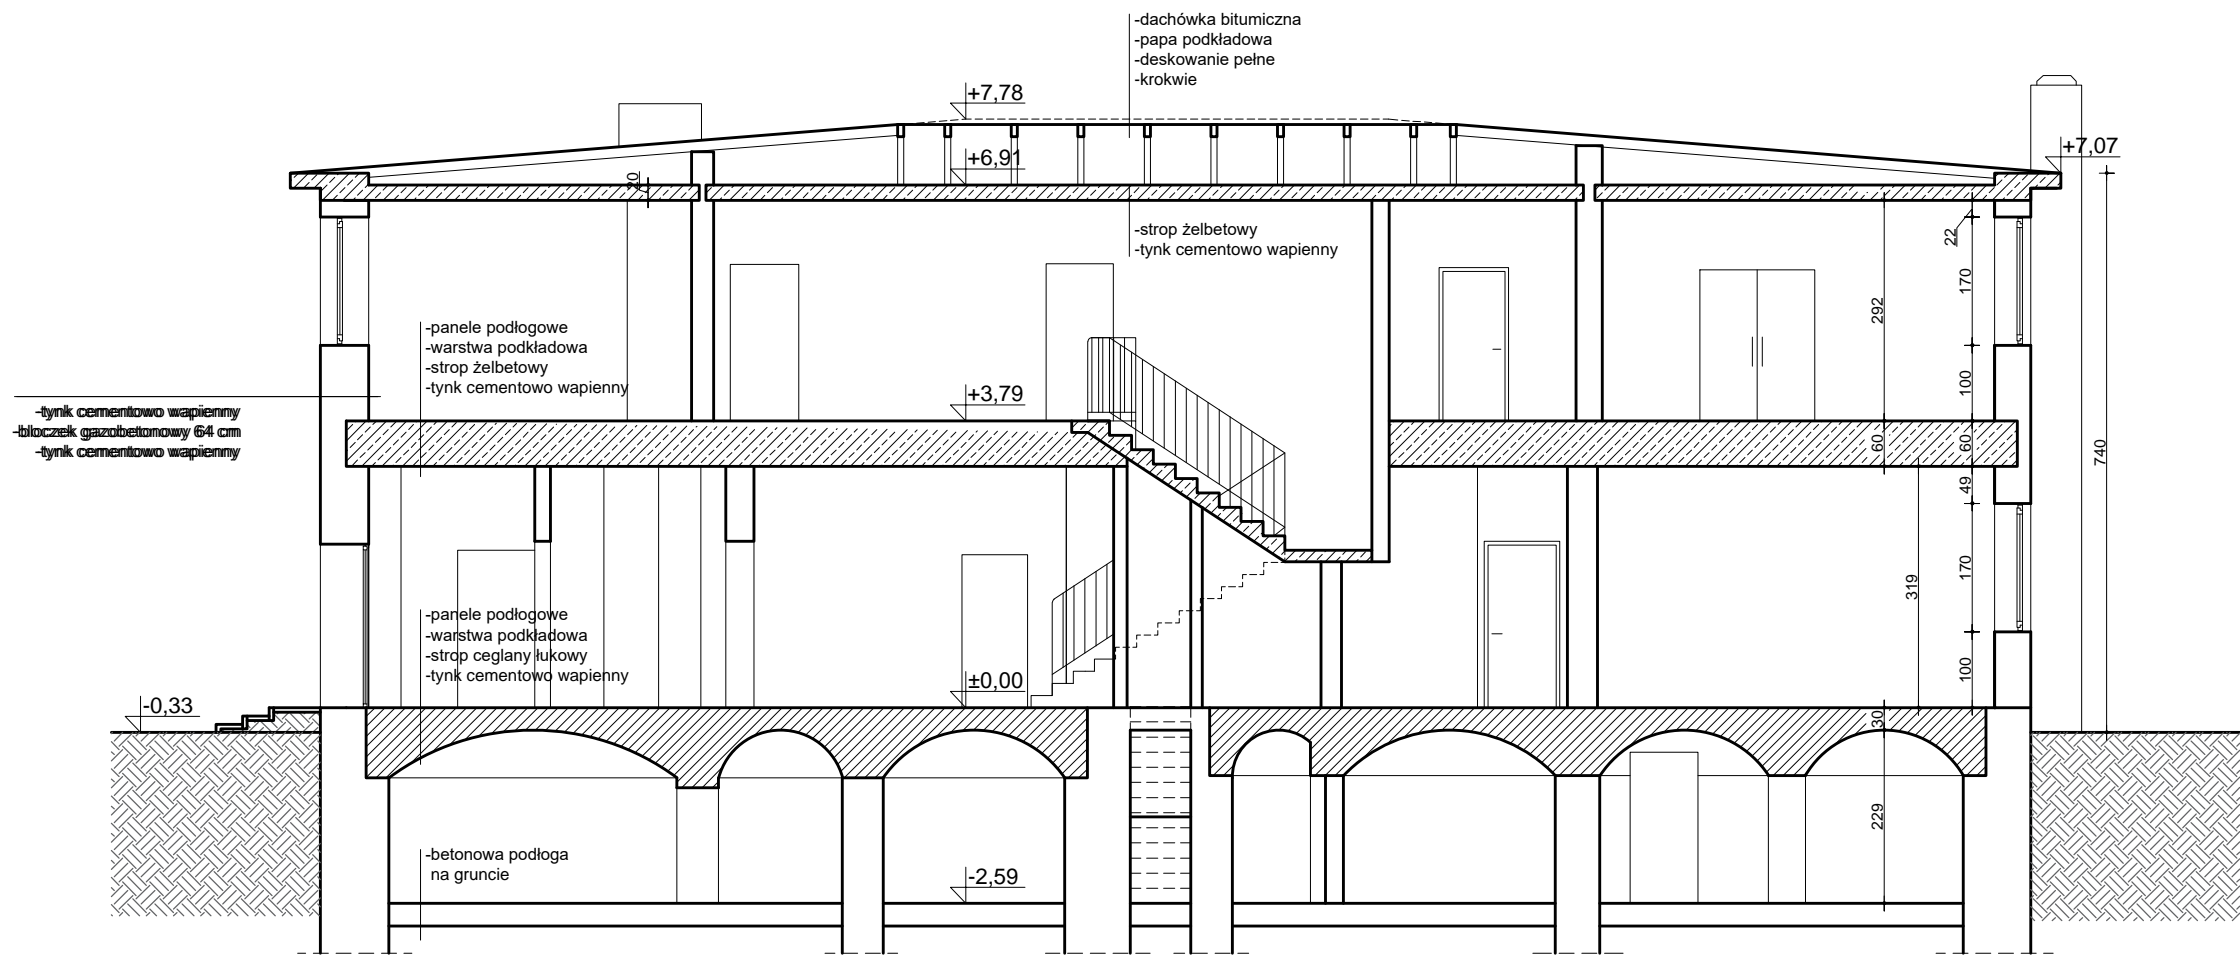 -dachówka bitumiczna
-papa podkładowa
-deskowanie pełne
-krokwie
+7,78
+7,07
+6,91
20
-strop żelbetowy
-tynk cementowo wapienny
22
170
292
-panele podłogowe
-warstwa podkładowa
-strop żelbetowy
-tynk cementowo wapienny
100
+3,79
-tynk cementowo wapienny
-bloczek gazobetonowy 64 cm
-tynk cementowo wapienny
60
60
740
49
170
319
-panele podłogowe
-warstwa podkładowa
-strop ceglany łukowy
-tynk cementowo wapienny
100
±0,00
-0,33
30
229
-betonowa podłoga
na gruncie
-2,59